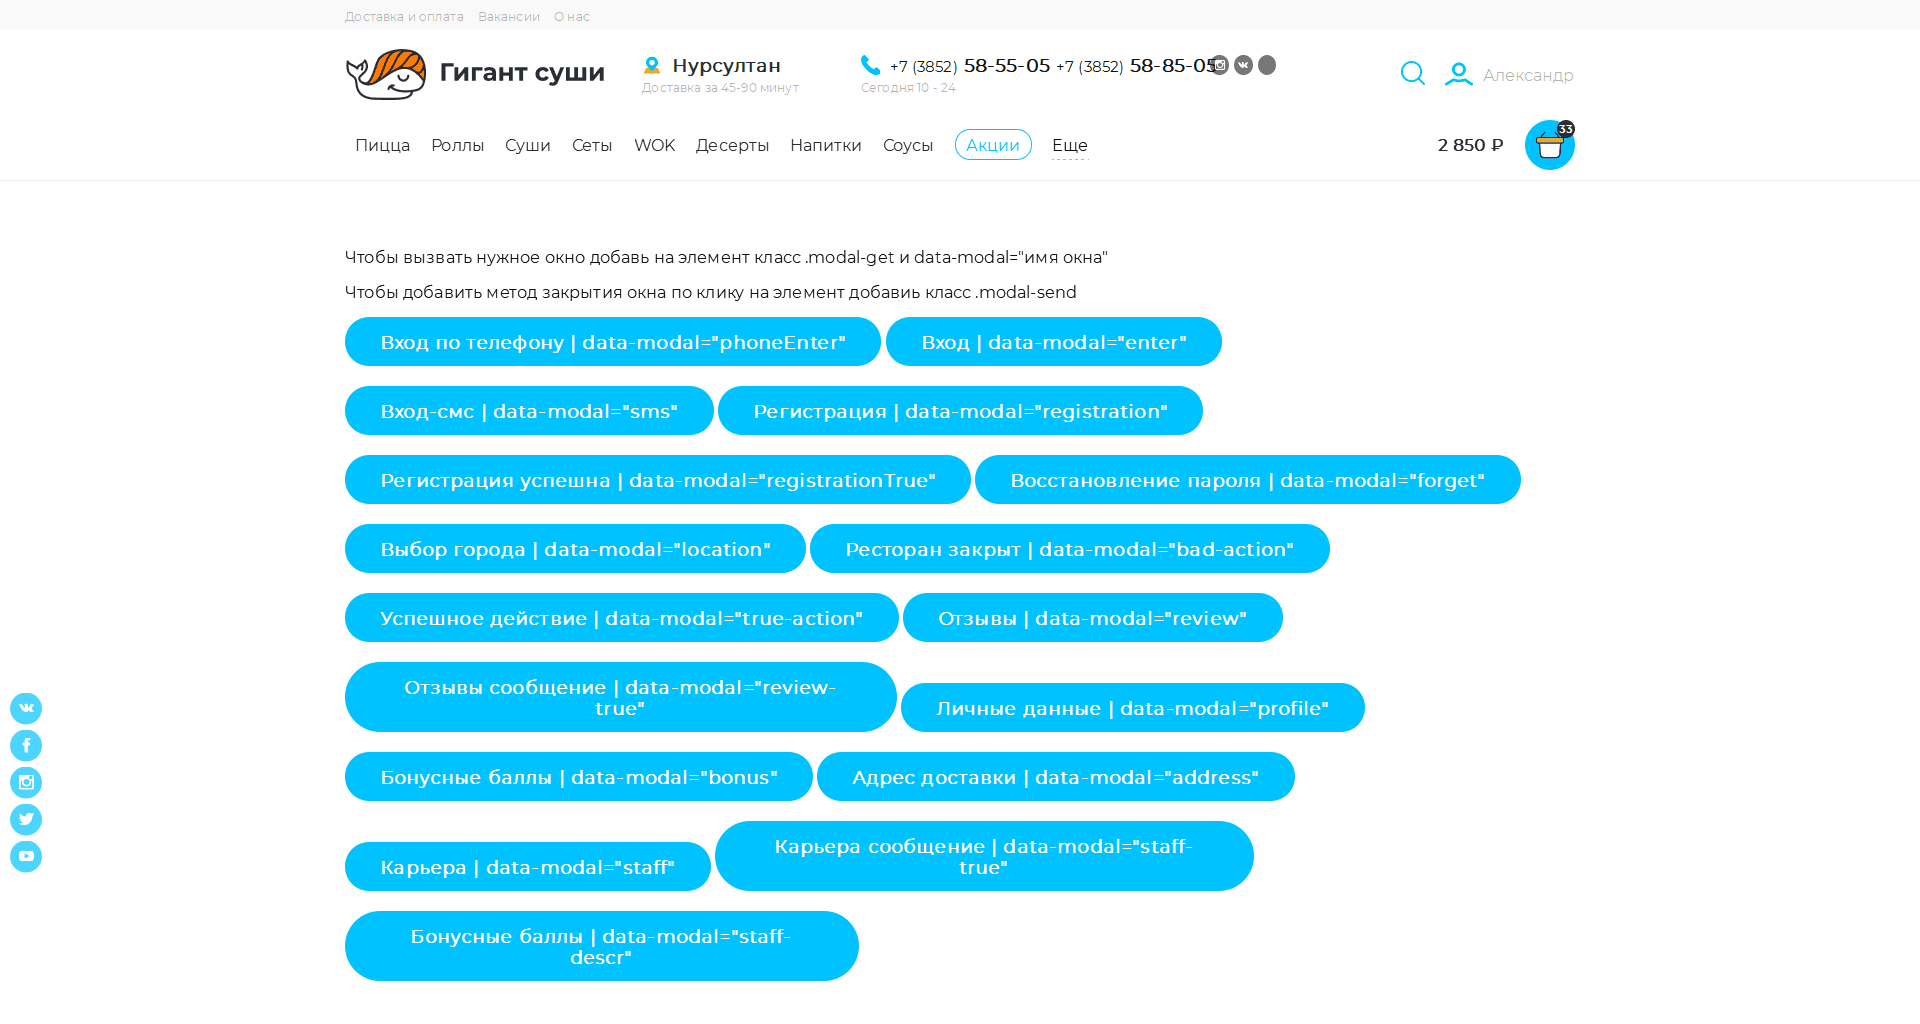 Доставка и оплата Вакансии О нас
Гигант суши
Нурсултан
Доставка за 45-90 минут
+7 (3852) 58-55-05 +7 (3852) 58-85-05
Сегодня 10 - 24
Александр
Пицца Роллы Суши Сеты WOK Десерты Напитки Соусы Акции Еще
2 850 ₽
33
Чтобы вызвать нужное окно добавь на элемент класс .modal-get и data-modal="имя окна"
Чтобы добавить метод закрытия окна по клику на элемент добавиь класс .modal-send
Вход по телефону | data-modal="phoneEnter"
Вход | data-modal="enter"
Вход-смс | data-modal="sms"
Регистрация | data-modal="registration"
Регистрация успешна | data-modal="registrationTrue"
Восстановление пароля | data-modal="forget"
Выбор города | data-modal="location"
Ресторан закрыт | data-modal="bad-action"
Успешное действие | data-modal="true-action"
Отзывы | data-modal="review"
Отзывы сообщение | data-modal="review-
true"
Личные данные | data-modal="profile"
Бонусные баллы | data-modal="bonus"
Адрес доставки | data-modal="address"
Карьера | data-modal="staff"
Карьера сообщение | data-modal="staff-
true"
Бонусные баллы | data-modal="staff-
descr"